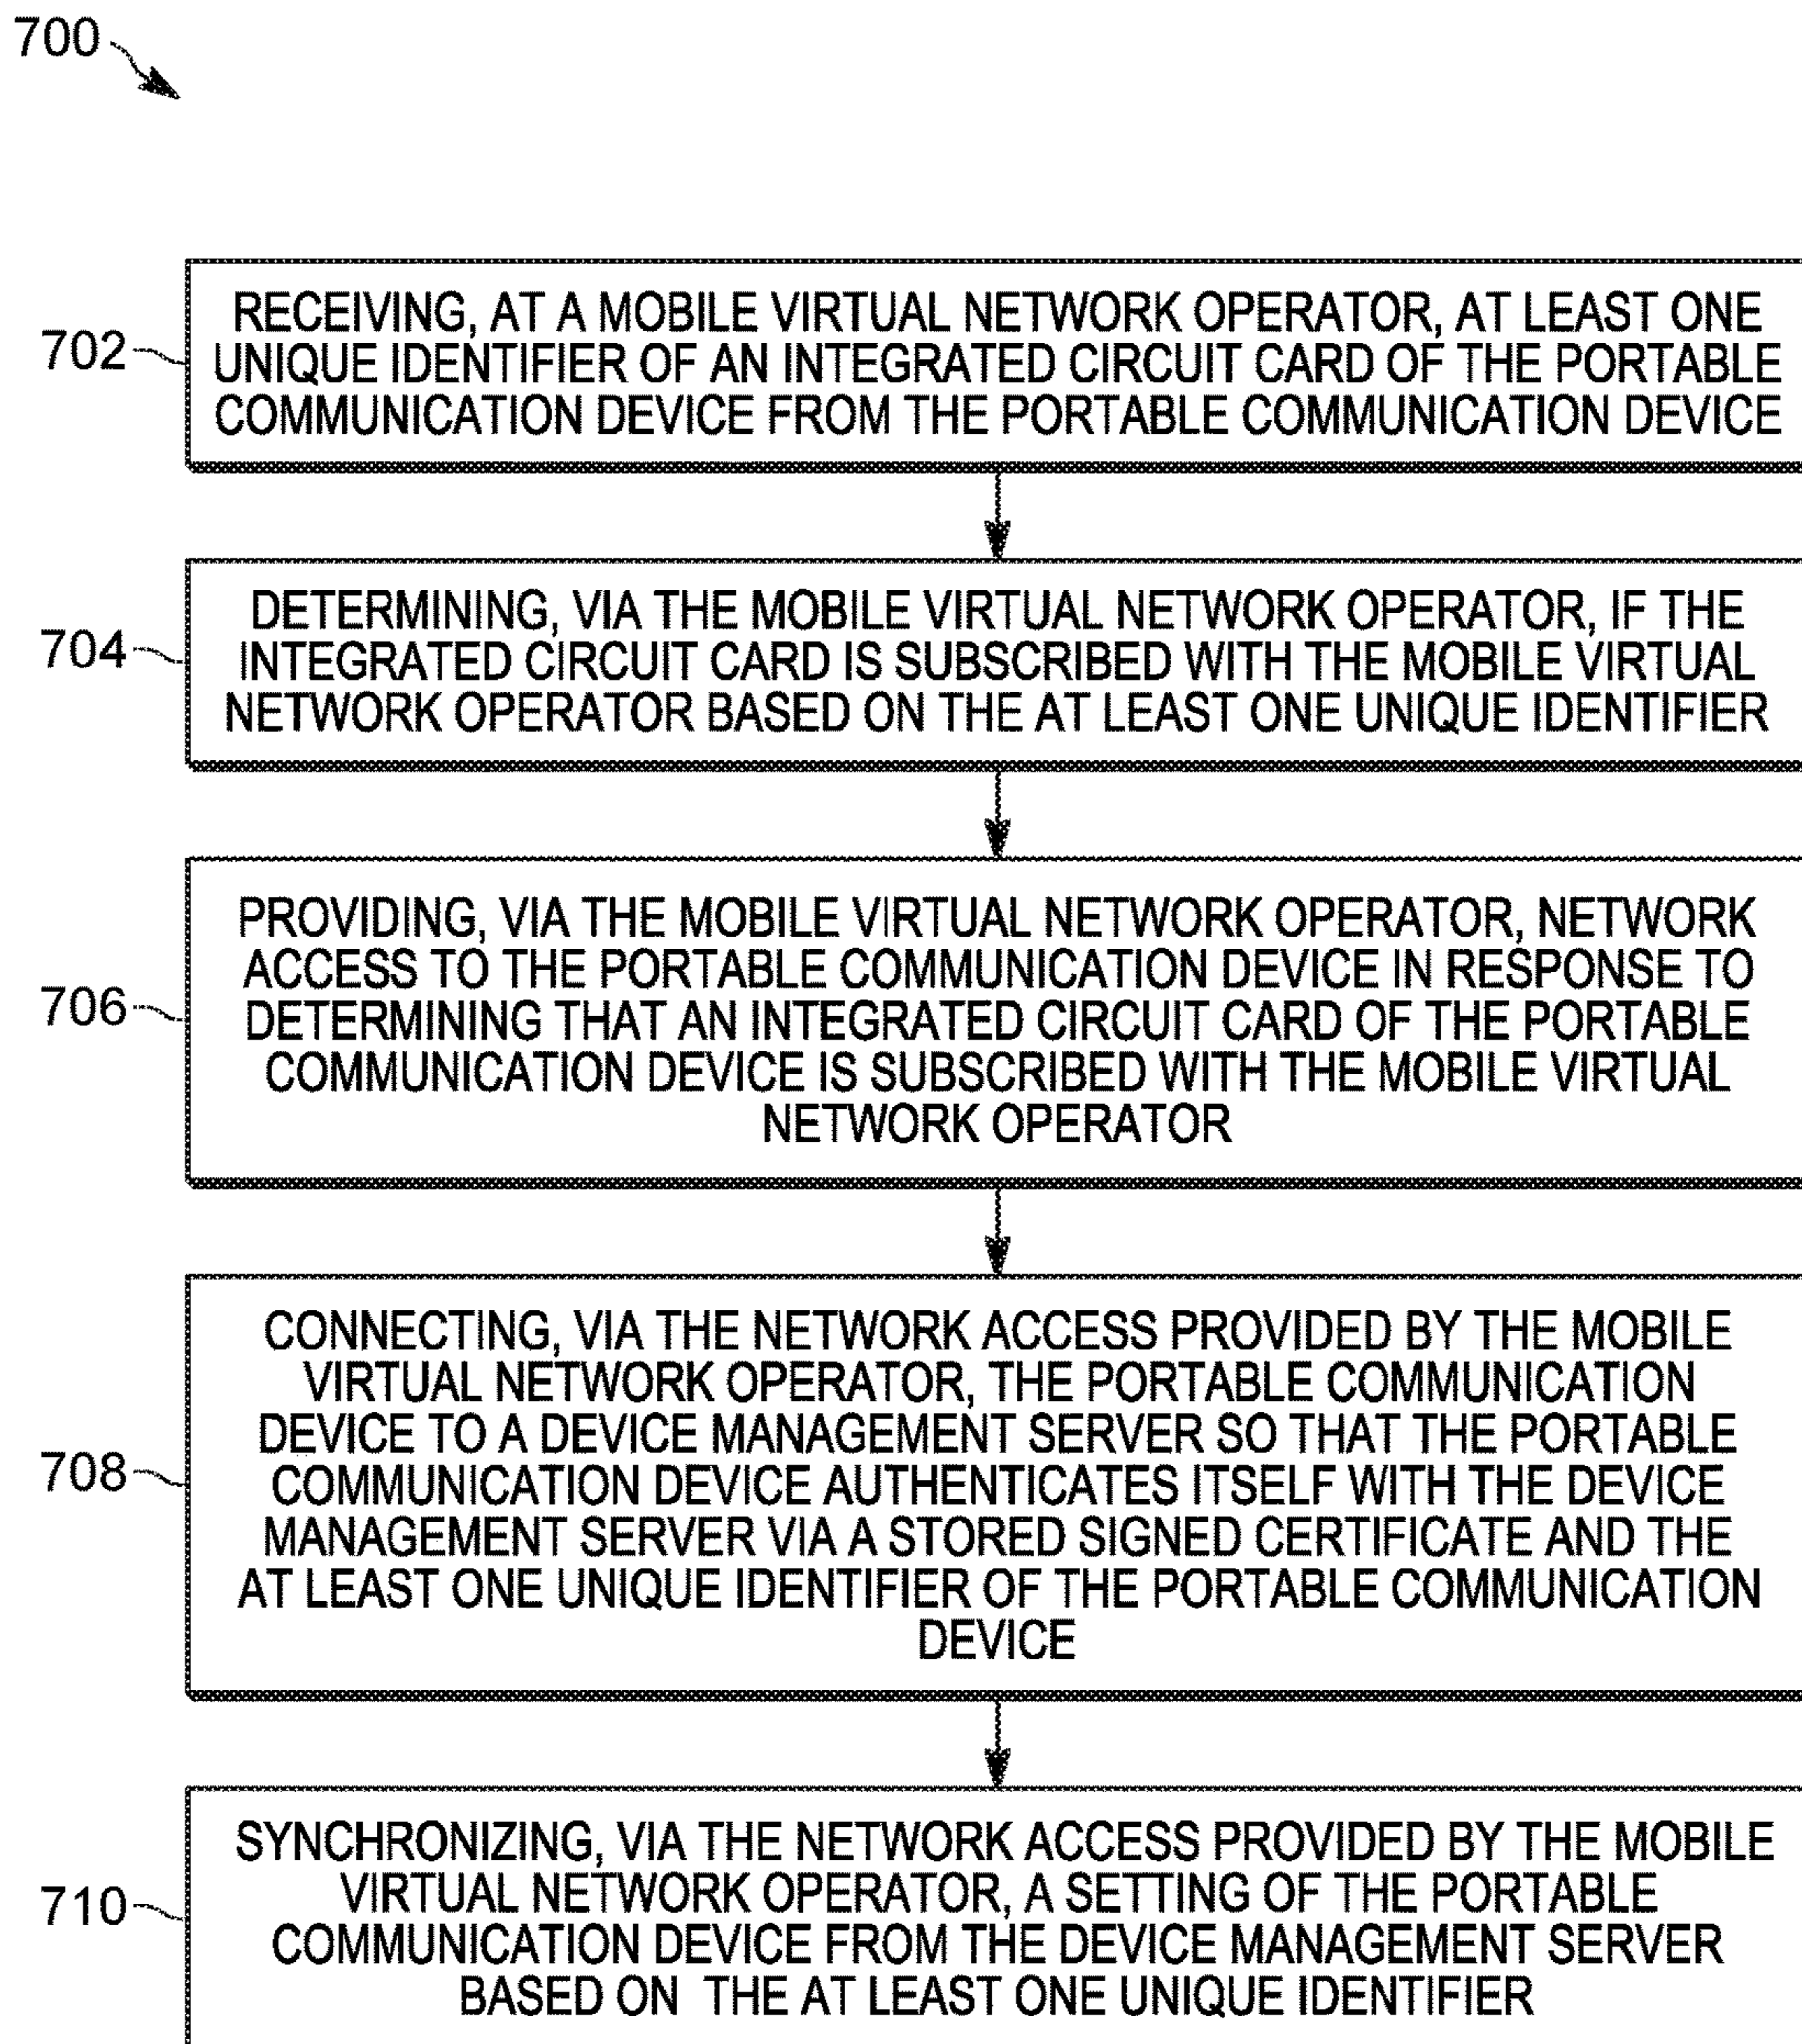 700
702
RECEIVING, AT A MOBILE VIRTUAL NETWORK OPERATOR, AT LEAST ONE
UNIQUE IDENTIFIER OF AN INTEGRATED CIRCUIT CARD OF THE PORTABLE
COMMUNICATION DEVICE FROM THE PORTABLE COMMUNICATION DEVICE
704
DETERMINING, VIA THE MOBILE VIRTUAL NETWORK OPERATOR, IF THE
INTEGRATED CIRCUIT CARD IS SUBSCRIBED WITH THE MOBILE VIRTUAL
NETWORK OPERATOR BASED ON THE AT LEAST ONE UNIQUE IDENTIFIER
706
PROVIDING, VIA THE MOBILE VIRTUAL NETWORK OPERATOR, NETWORK
ACCESS TO THE PORTABLE COMMUNICATION DEVICE IN RESPONSE TO
DETERMINING THAT AN INTEGRATED CIRCUIT CARD OF THE PORTABLE
COMMUNICATION DEVICE IS SUBSCRIBED WITH THE MOBILE VIRTUAL
NETWORK OPERATOR
708
CONNECTING, VIA THE NETWORK ACCESS PROVIDED BY THE MOBILE
VIRTUAL NETWORK OPERATOR, THE PORTABLE COMMUNICATION
DEVICE TO A DEVICE MANAGEMENT SERVER SO THAT THE PORTABLE
COMMUNICATION DEVICE AUTHENTICATES ITSELF WITH THE DEVICE
MANAGEMENT SERVER VIA A STORED SIGNED CERTIFICATE AND THE
AT LEAST ONE UNIQUE IDENTIFIER OF THE PORTABLE COMMUNICATION
DEVICE
710
SYNCHRONIZING, VIA THE NETWORK ACCESS PROVIDED BY THE MOBILE
VIRTUAL NETWORK OPERATOR, A SETTING OF THE PORTABLE
COMMUNICATION DEVICE FROM THE DEVICE MANAGEMENT SERVER
BASED ON THE AT LEAST ONE UNIQUE IDENTIFIER